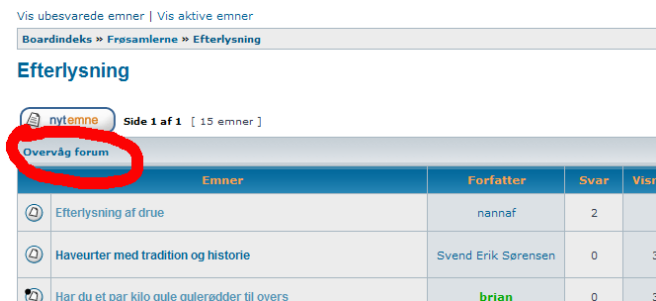 Vis ubesvarede emner | Vis aktive emner
Boardindeks » Frøsamlerne » Efterlysning
Efterlysning
nytemne Side 1 af 1 [ 15 emner ]
Overvåg forum
Emner Forfatter Svar
Efterlysning af drue nannaf 2
Haveurter med tradition og historie Svend Erik Sørensen 0 3
Har du et par kilo gule gulerødder til overs brian 0